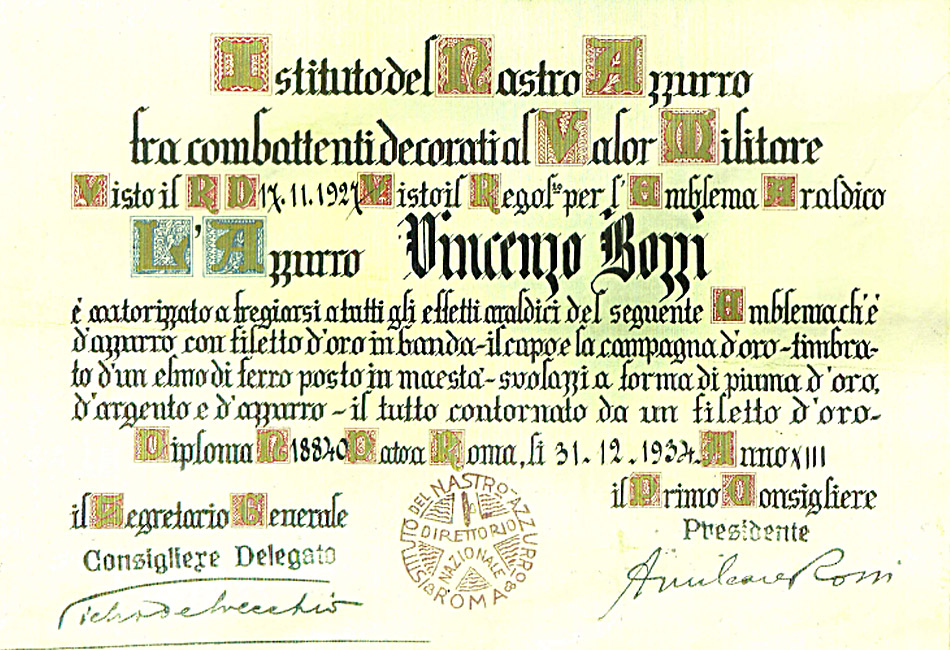 Istituto del Nastro Azzurro
fra combattenti decorati al Valor Militare
Visto il R D 17.11.1927 Visto il Regol.to per l' Emblema Araldico
L'Azzurro Vincenzo Bozzi
é autorizzato a fregiarsi a tutti gli effetti araldici del seguente Emblema ch'é
d'azzurro con filetto d'oro in banda-il capo e la campagna d'oro-timbra-
to d'un elmo di ferro posto in maestá-svolazzi a forma di piuma d'oro,
d'argento e d'azzurro-il tutto contornato da un filetto d'oro-
Diploma N 18840 Data Roma, lì 31.12.1934. Anno XIII
il Segretario Generale
Consigliere Delegato
il Primo Consigliere
Presidente
ISTITUTO DEL NASTRO AZZURRO
DIRETTORIO
NAZIONALE
ROMA
Amilcare Rossi